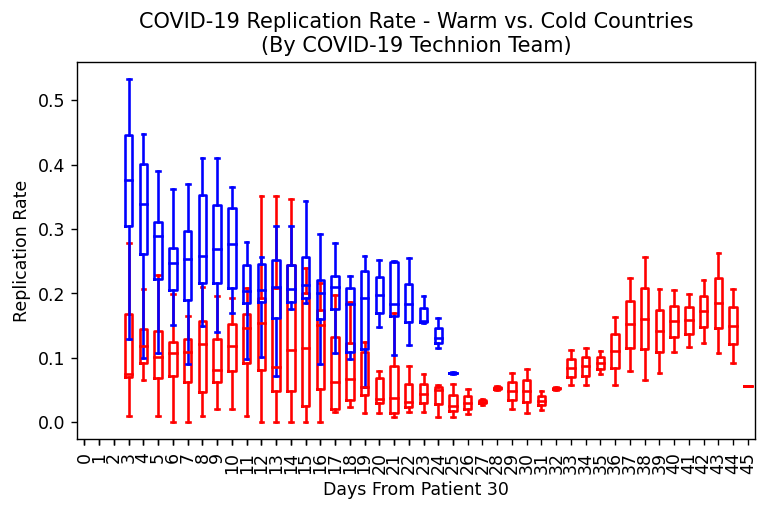 COVID-19 Replication Rate - Warm vs. Cold Countries
(By COVID-19 Technion Team)
Replication Rate
0.5
0.4
0.3
0.2
0.1
0.0
0 1 2 3 4 5 6 7 8 9 10 11 12 13 14 15 16 17 18 19 20 21 22 23 24 25 26 27 28 29 30 31 32 33 34 35 36 37 38 39 40 41 42 43 44 45
Days From Patient 30